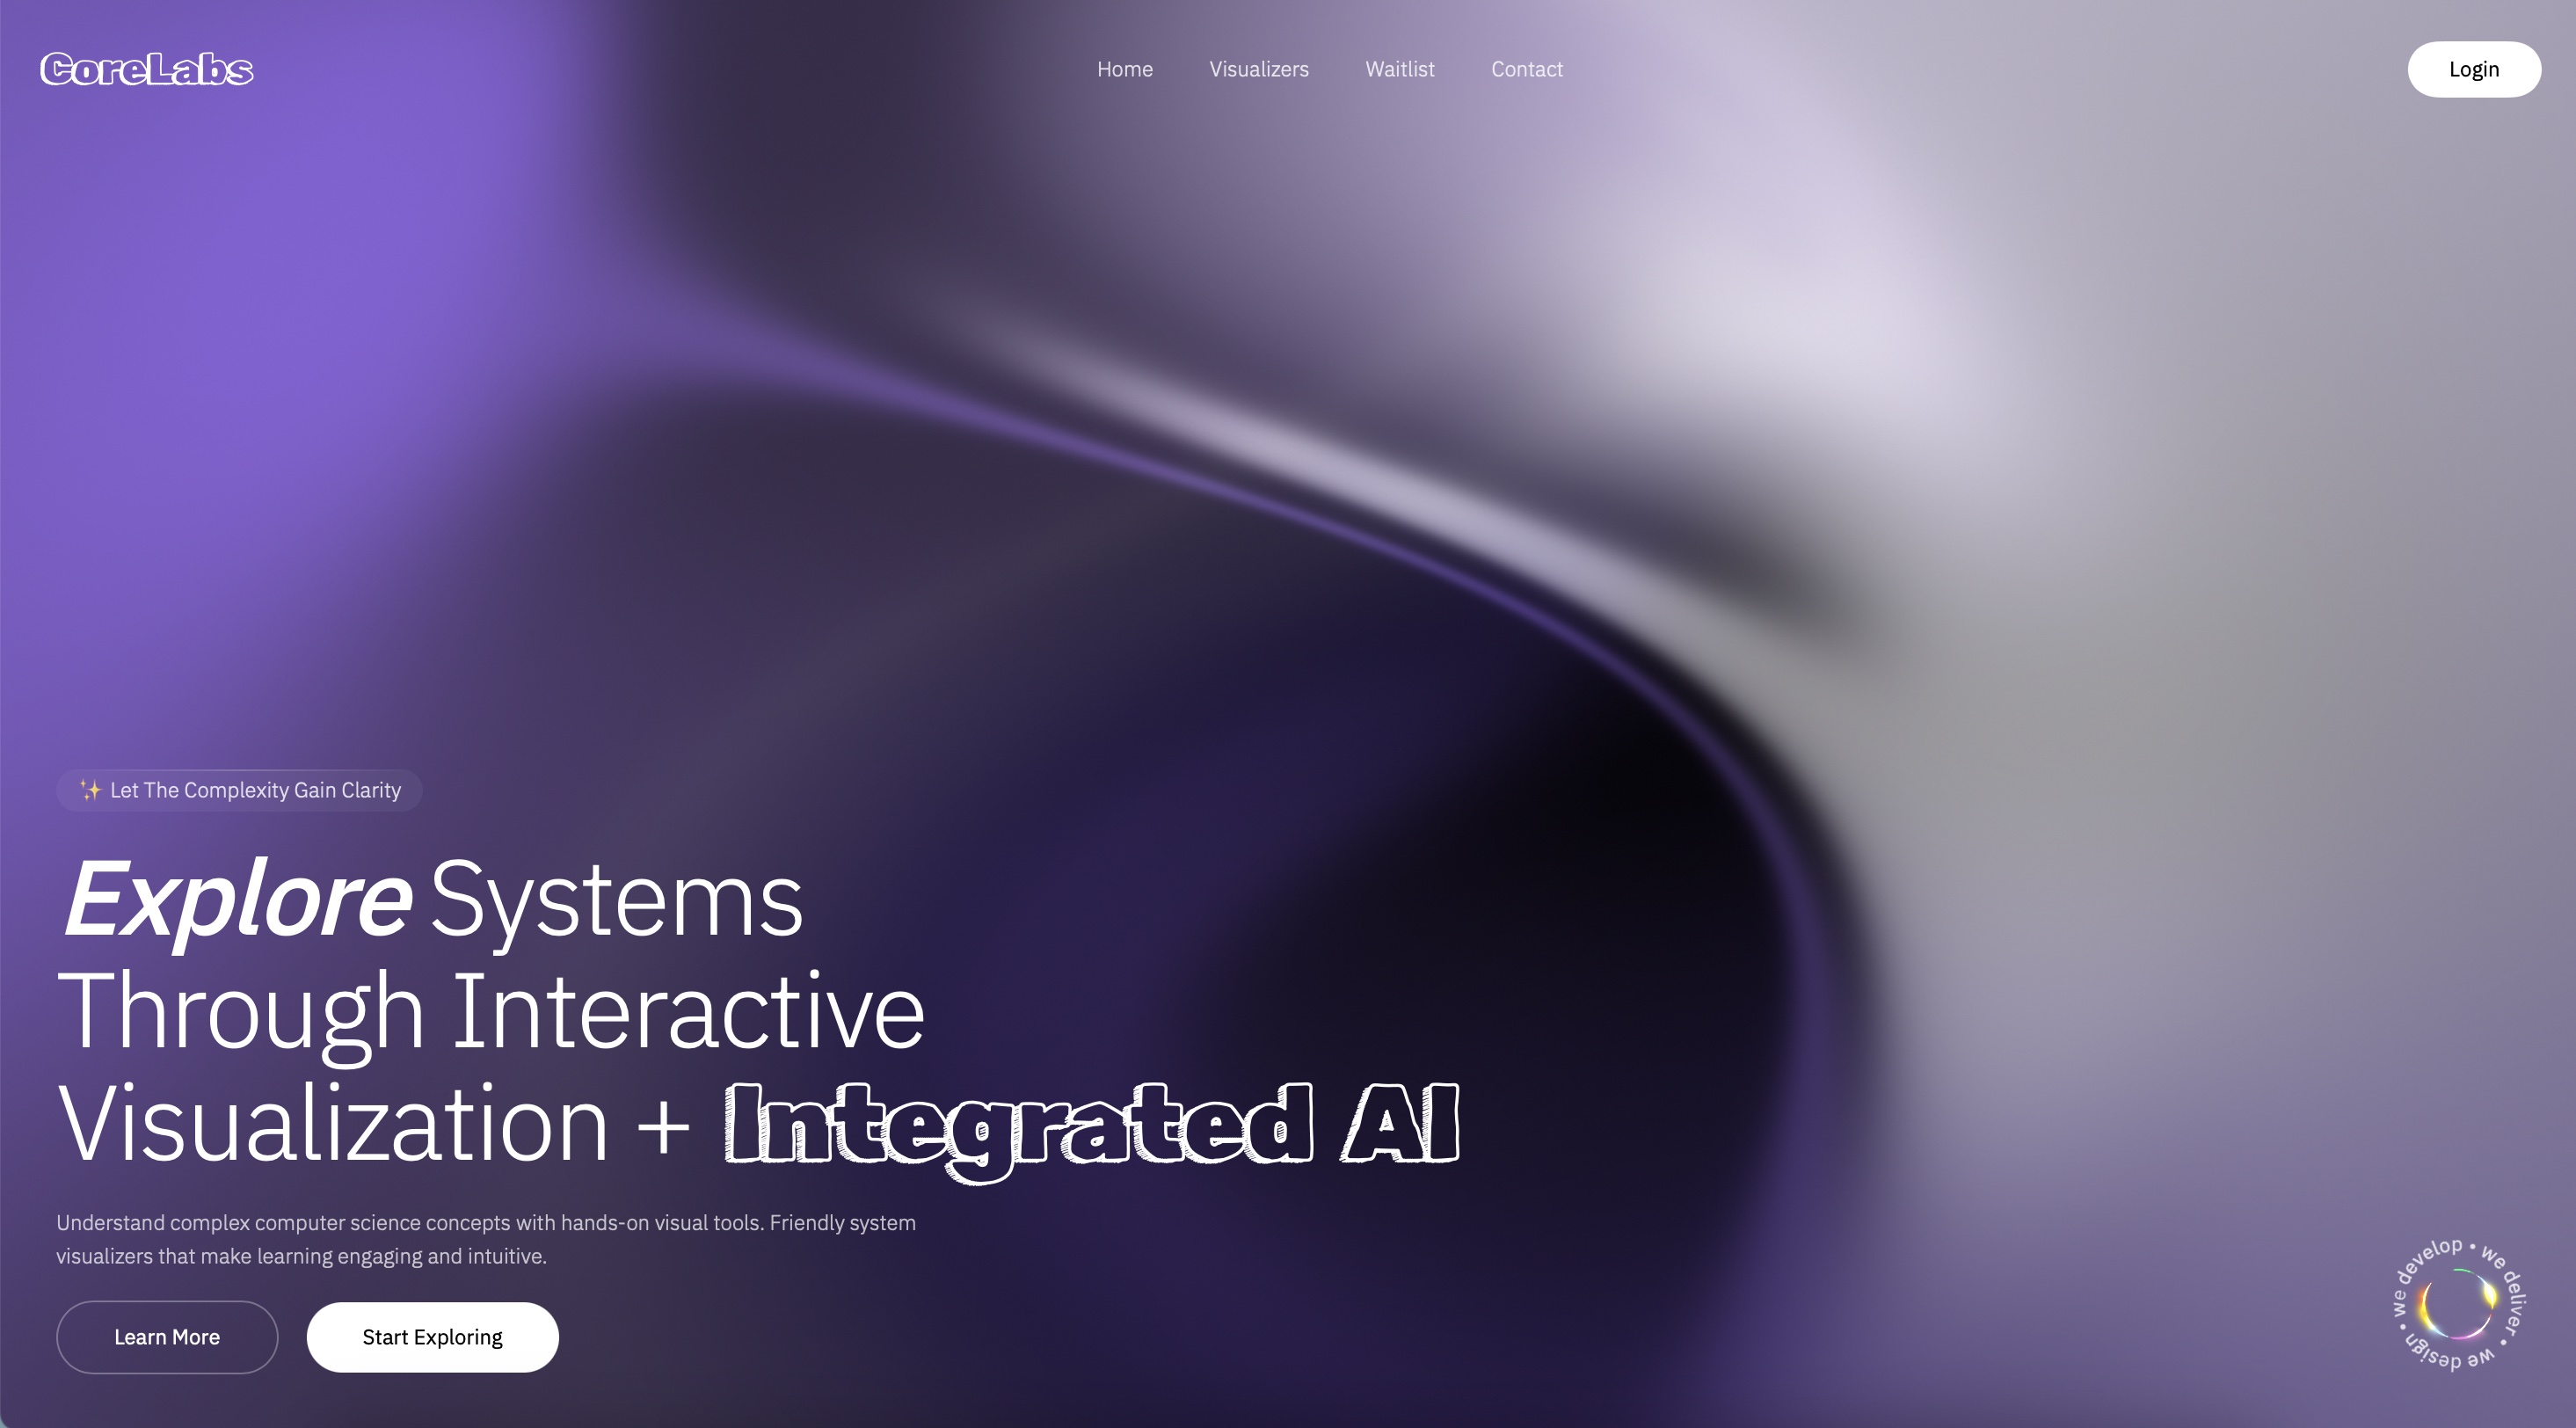 CoreLabs
Home
Visualizers
Waitlist
Contact
Login
✨ Let The Complexity Gain Clarity
Explore Systems
Through Interactive
Visualization + Integrated AI
Understand complex computer science concepts with hands-on visual tools. Friendly system
visualizers that make learning engaging and intuitive.
Learn More
Start Exploring
we develop • we deliver • we design •